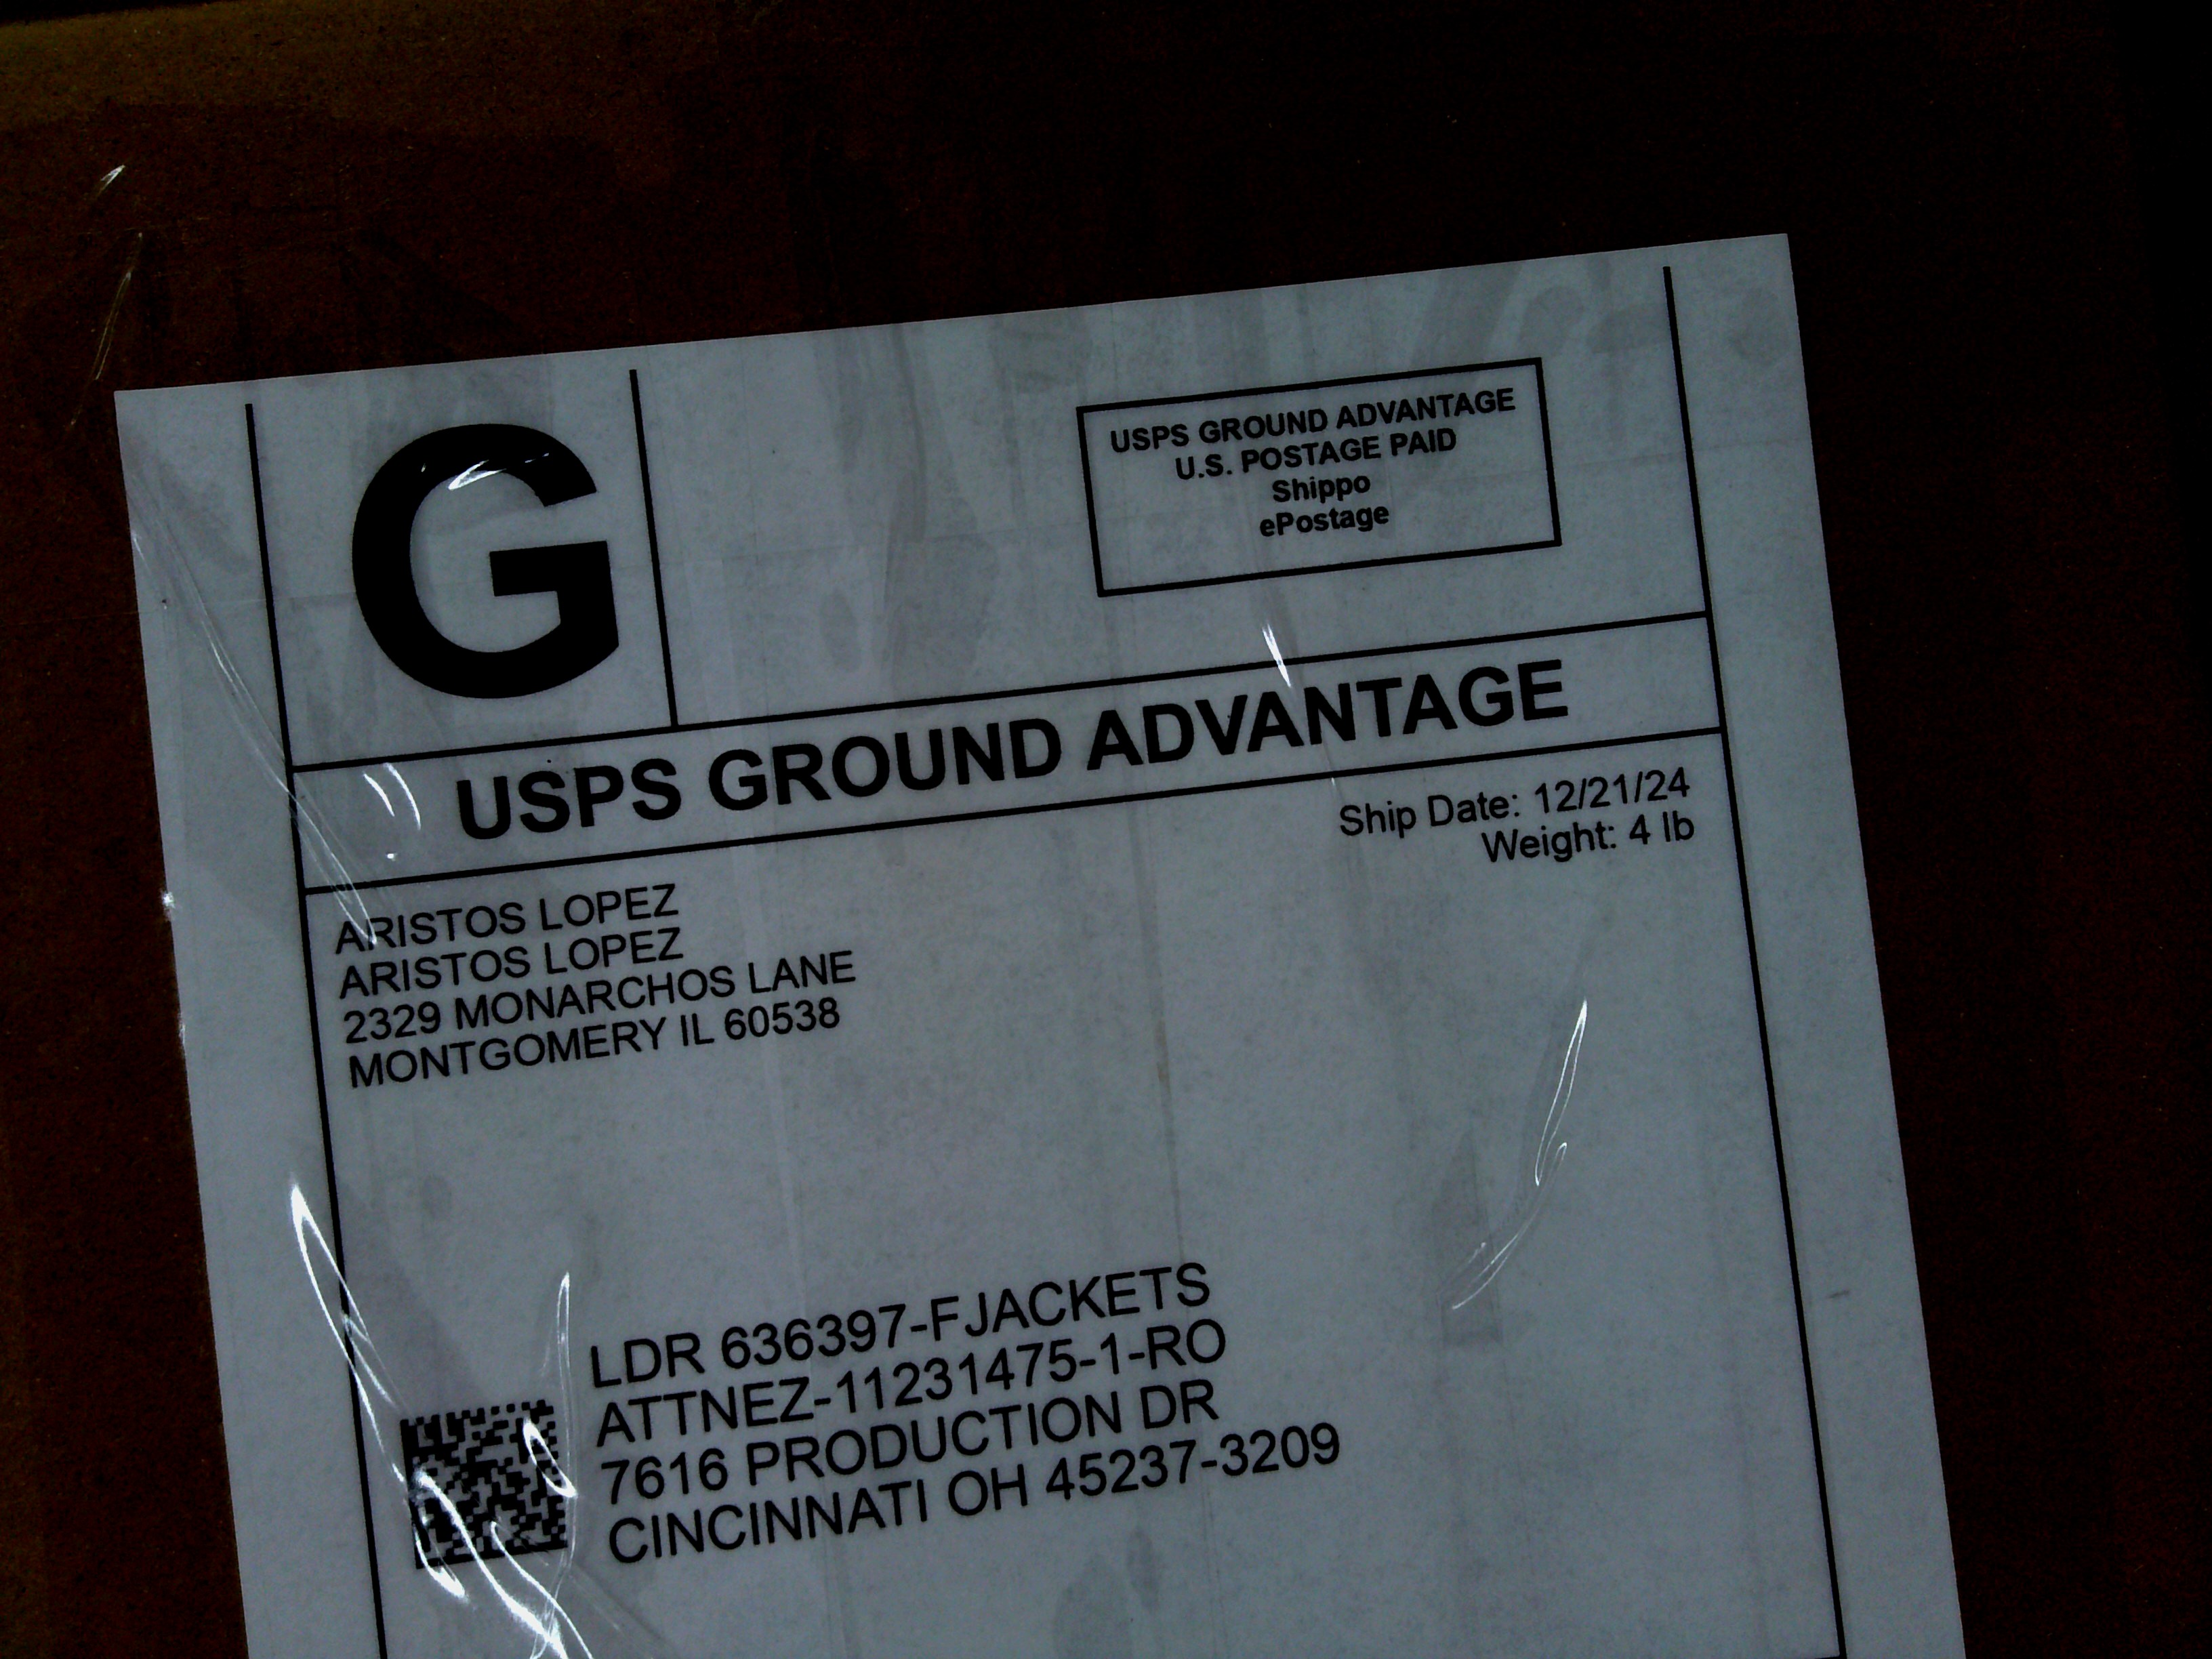 G
USPS GROUND ADVANTAGE
U.S. POSTAGE PAID
Shippo
ePostage
USPS GROUND ADVANTAGE
Ship Date: 12/21/24
Weight: 4 lb
ARISTOS LOPEZ
ARISTOS LOPEZ
2329 MONARCHOS LANE
MONTGOMERY IL 60538
LDR 636397-FJACKETS
ATTNEZ-11231475-1-RO
7616 PRODUCTION DR
CINCINNATI OH 45237-3209